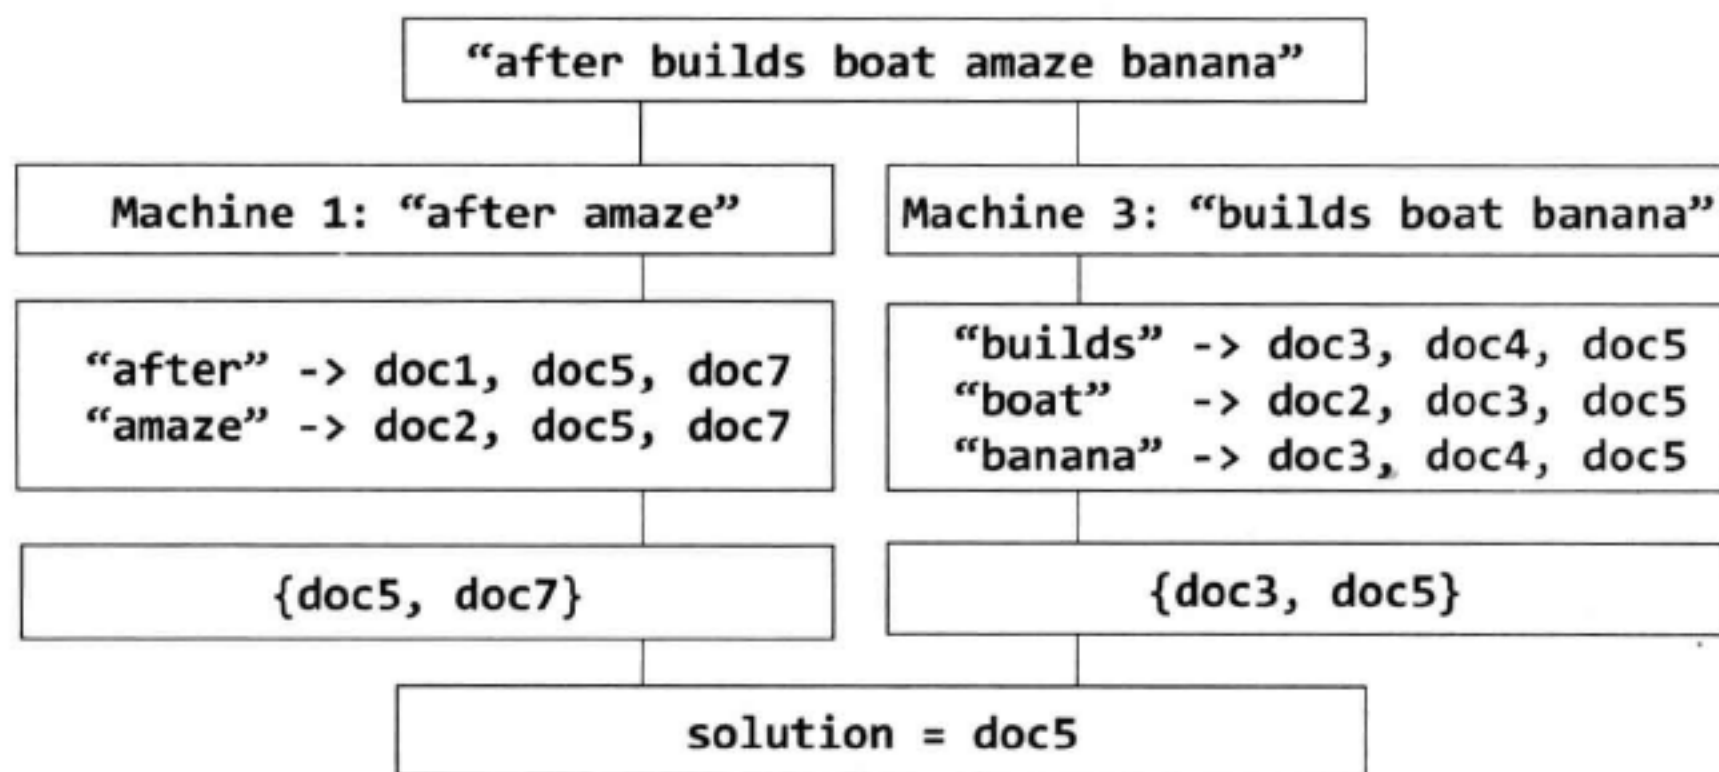 “after builds boat amaze banana”
Machine 1: “after amaze”
Machine 3: “builds boat banana”
“after” -> doc1, doc5, doc7
“amaze” -> doc2, doc5, doc7
“builds” -> doc3, doc4, doc5
“boat” -> doc2, doc3, doc5
“banana” -> doc3, doc4, doc5
{doc5, doc7}
{doc3, doc5}
solution = doc5